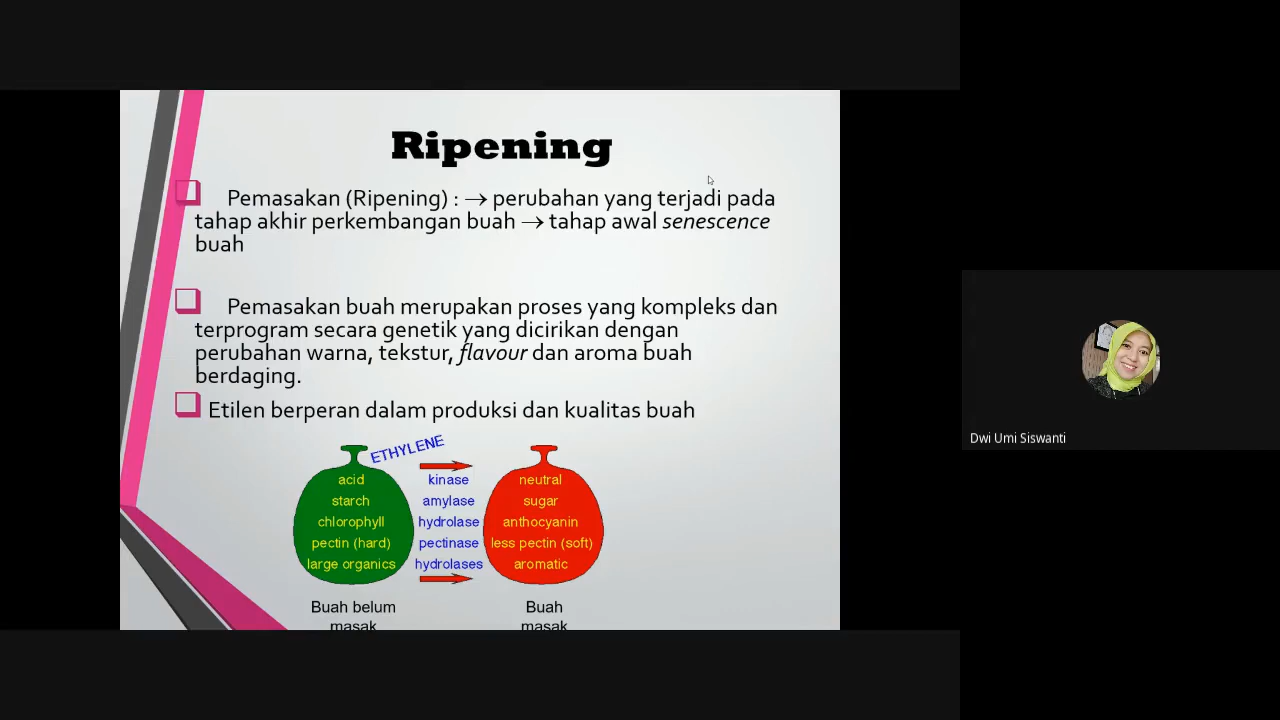 Ripening
Pemasakan (Ripening) : → perubahan yang terjadi pada
tahap akhir perkembangan buah → tahap awal senescence
buah
Pemasakan buah merupakan proses yang kompleks dan
terprogram secara genetik yang dicirikan dengan
perubahan warna, tekstur, flavour dan aroma buah
berdaging.
Etilen berperan dalam produksi dan kualitas buah
ETHYLENE
acid
starch
chlorophyll
pectin (hard)
large organics
kinase
amylase
hydrolase
pectinase
hydrolases
neutral
sugar
anthocyanin
less pectin (soft)
aromatic
Buah belum
masak
Buah
masak
Dwi Umi Siswanti